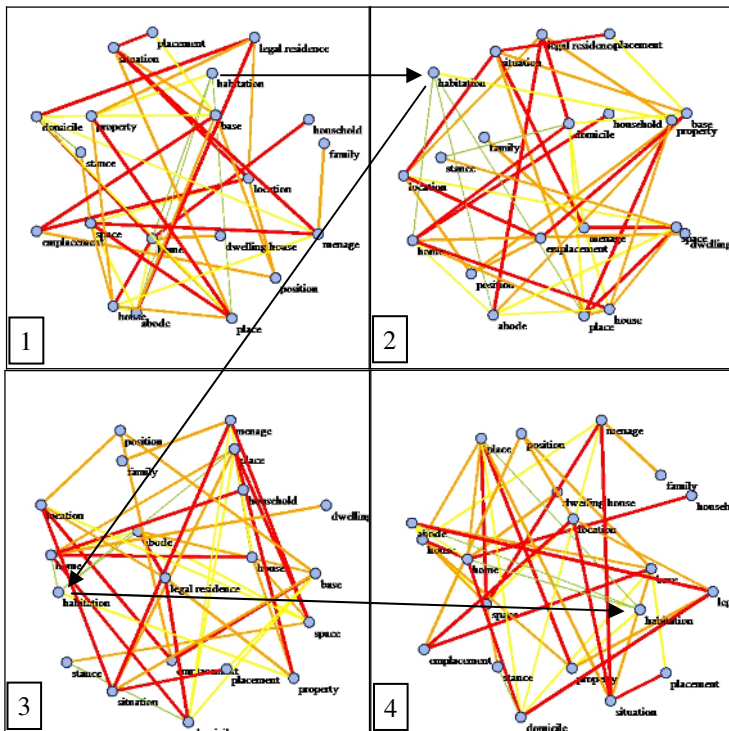 placement
situation
legal residence
habitation
domicile
property
base
household
family
stance
location
space
emplacement
home
dwelling house
menage
position
house
abode
place
1
legal residence
placement
situation
habitation
base
household
property
domicile
family
stance
location
menage
space
home
emplacement
dwelling
position
abode
place
house
2
menage
position
place
family
household
location
dwelling
abode
home
house
legal residence
base
habitation
space
emplacement
stance
placement
property
situation
3
menage
place
position
family
dwelling house
household
abode
location
house
home
base
leg
space
habitation
emplacement
stance
property
placement
situation
domicile
4